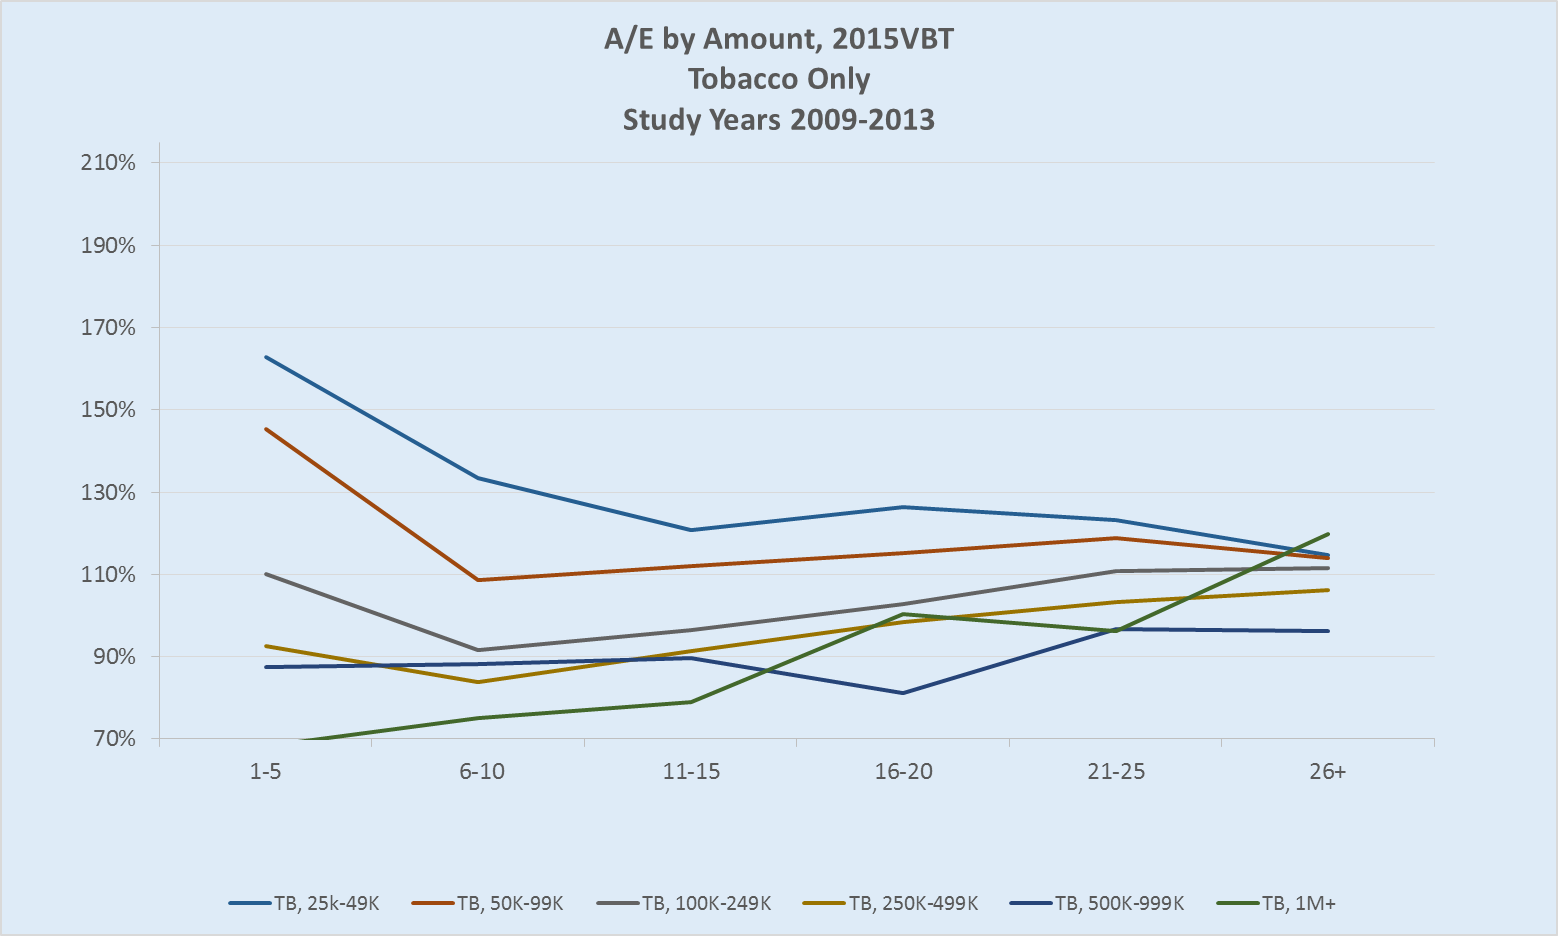 A/E by Amount, 2015VBT
Tobacco Only
Study Years 2009-2013
210%
190%
170%
150%
130%
110%
90%
70%
1-5 6-10 11-15 16-20 21-25 26+
TB, 25k-49K TB, 50K-99K TB, 100K-249K TB, 250K-499K TB, 500K-999K TB, 1M+